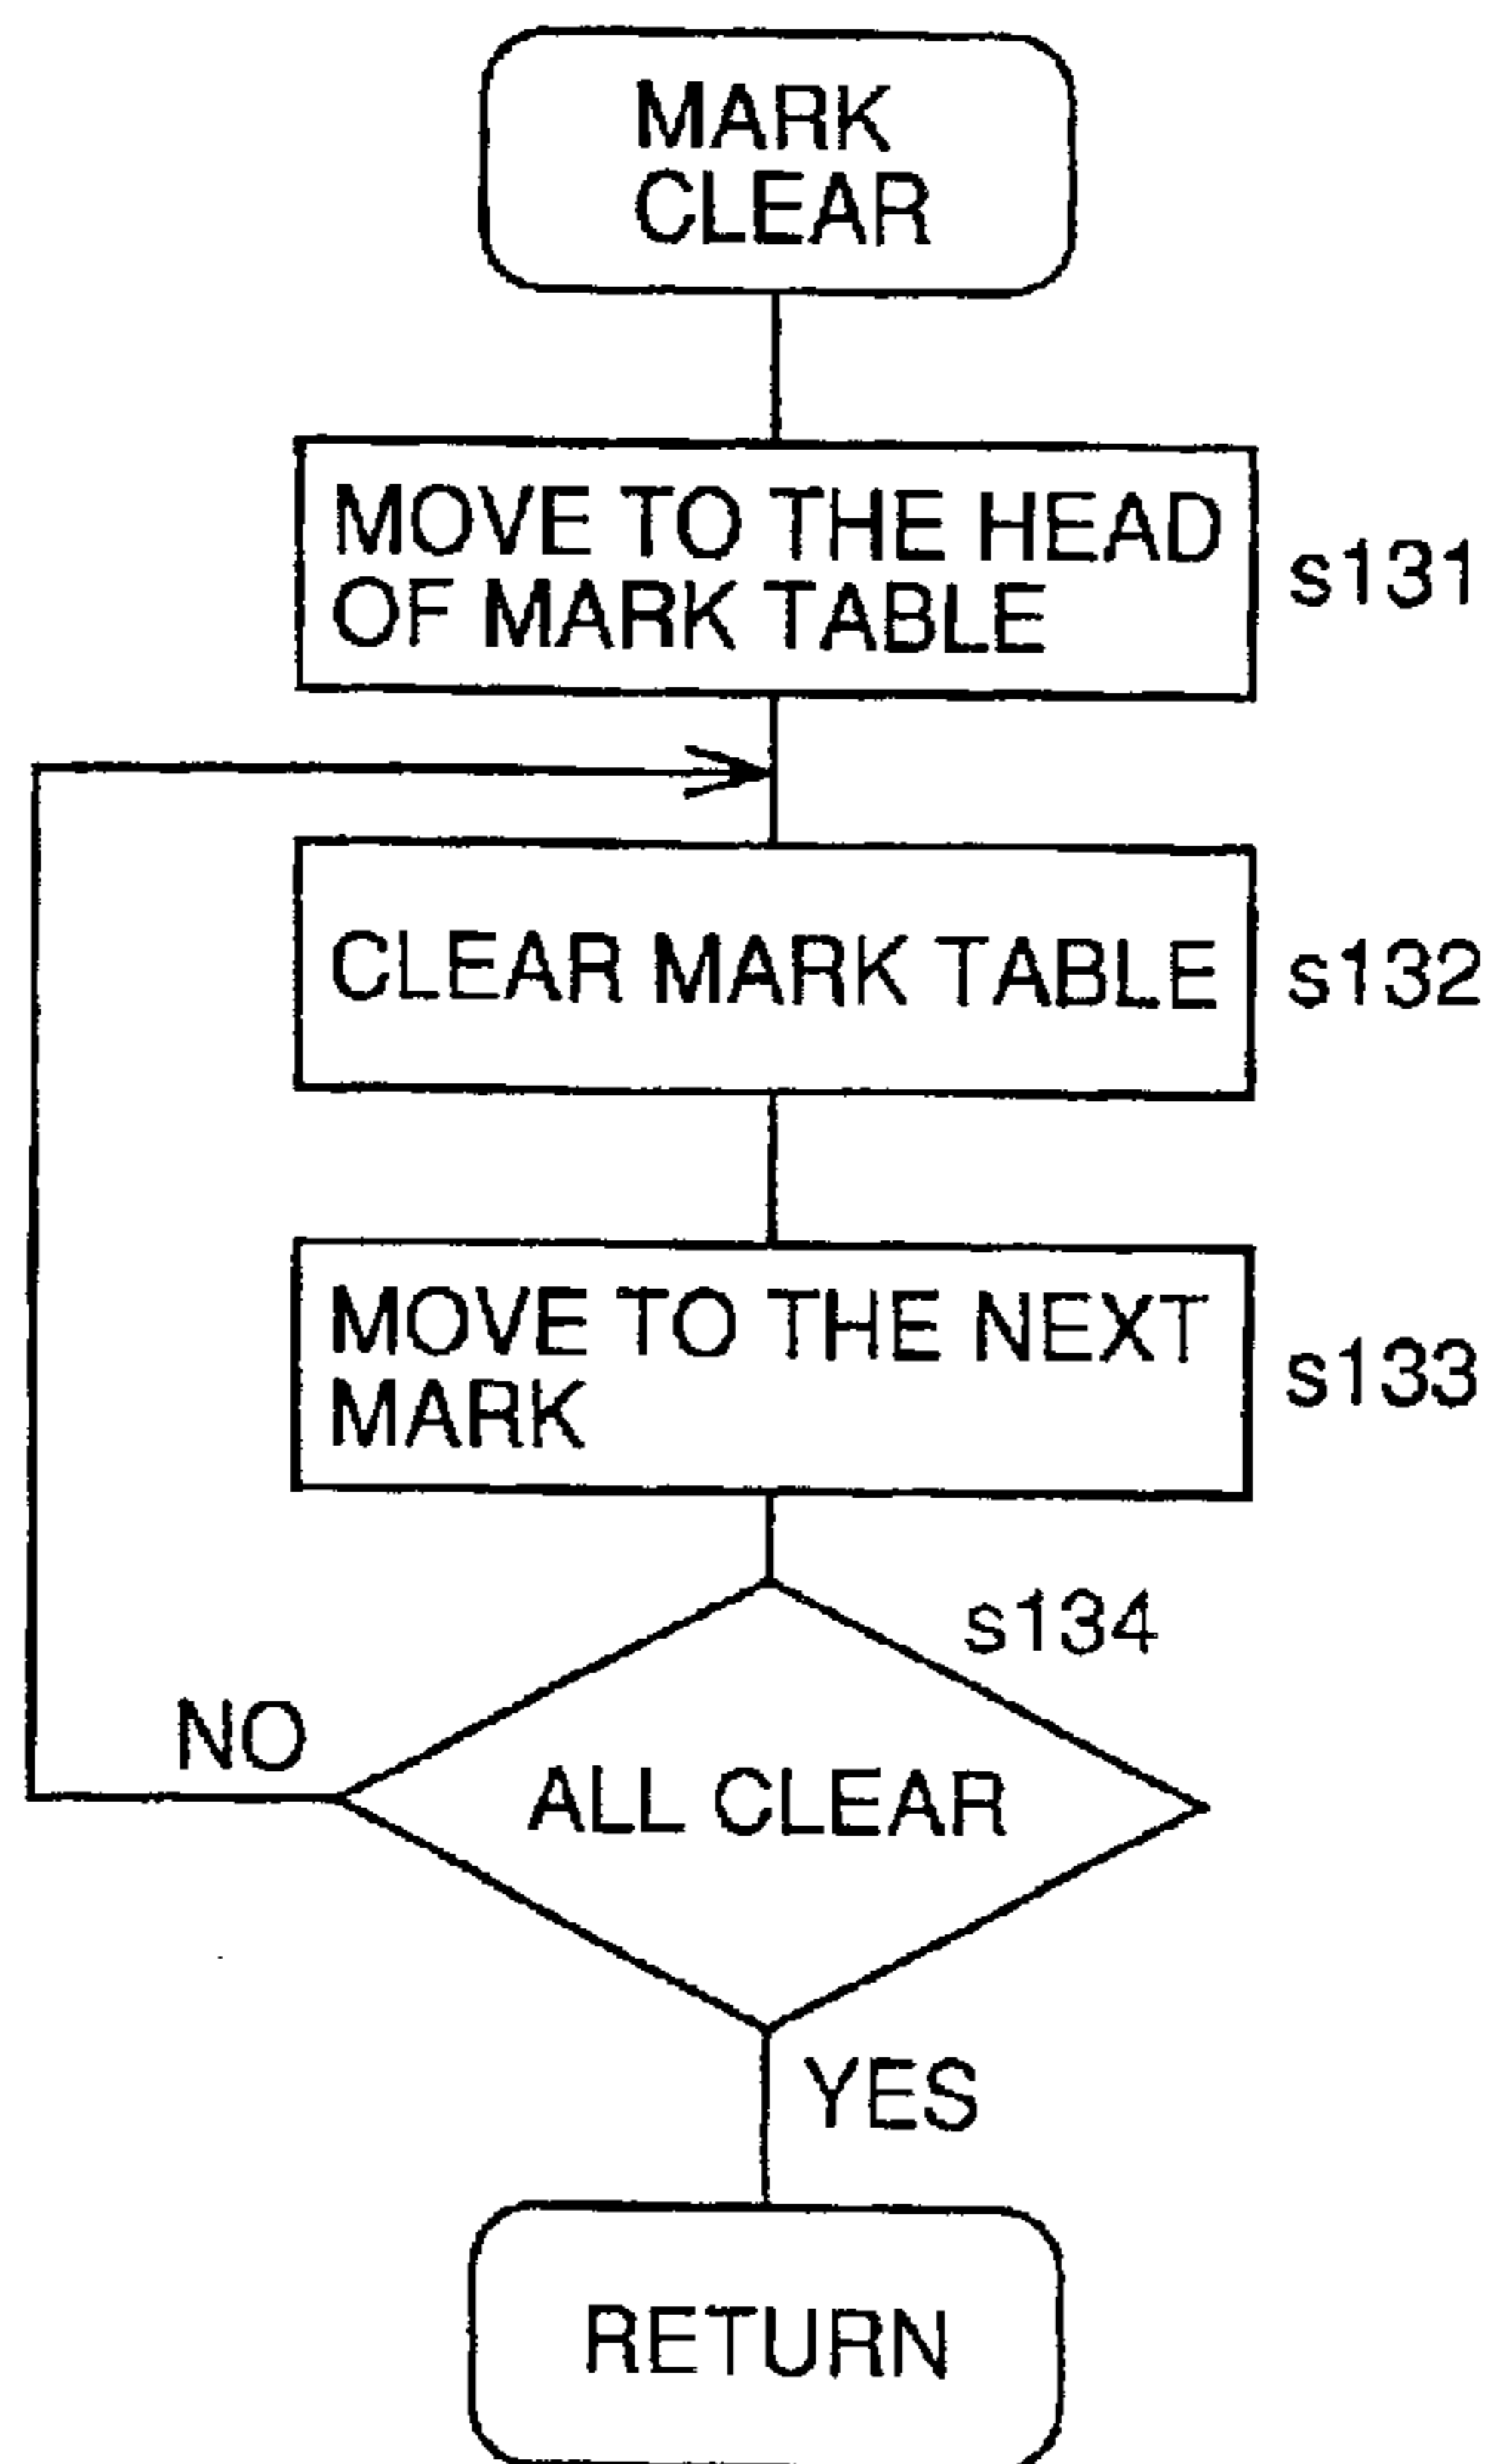 MARK
CLEAR
MOVE TO THE HEAD
OF MARK TABLE
s131
CLEAR MARK TABLE
s132
MOVE TO THE NEXT
MARK
s133
s134
NO
ALL CLEAR
YES
RETURN